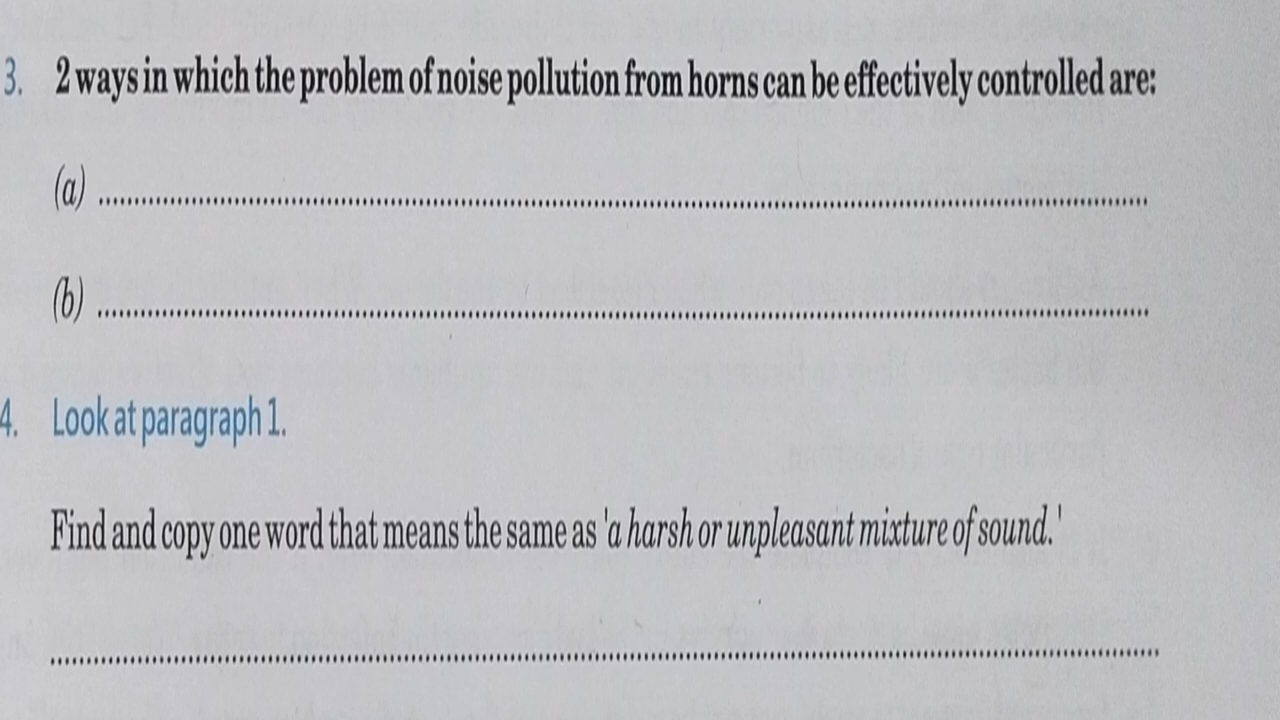 3. 2 ways in which the problem of noise pollution from horns can be effectively controlled are:
(a) ................................................................................
(b) ................................................................................
4. Look at paragraph 1.
Find and copy one word that means the same as 'a harsh or unpleasant mixture of sound.'
................................................................................